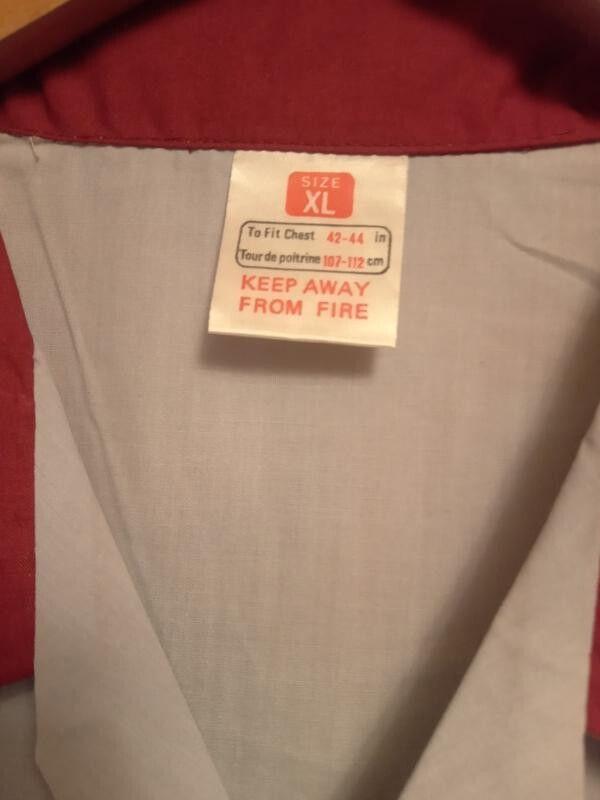 SIZE
XL
To Fit Chest 42-44 in
Tour de poitrine 107-112 cm
KEEP AWAY
FROM FIRE